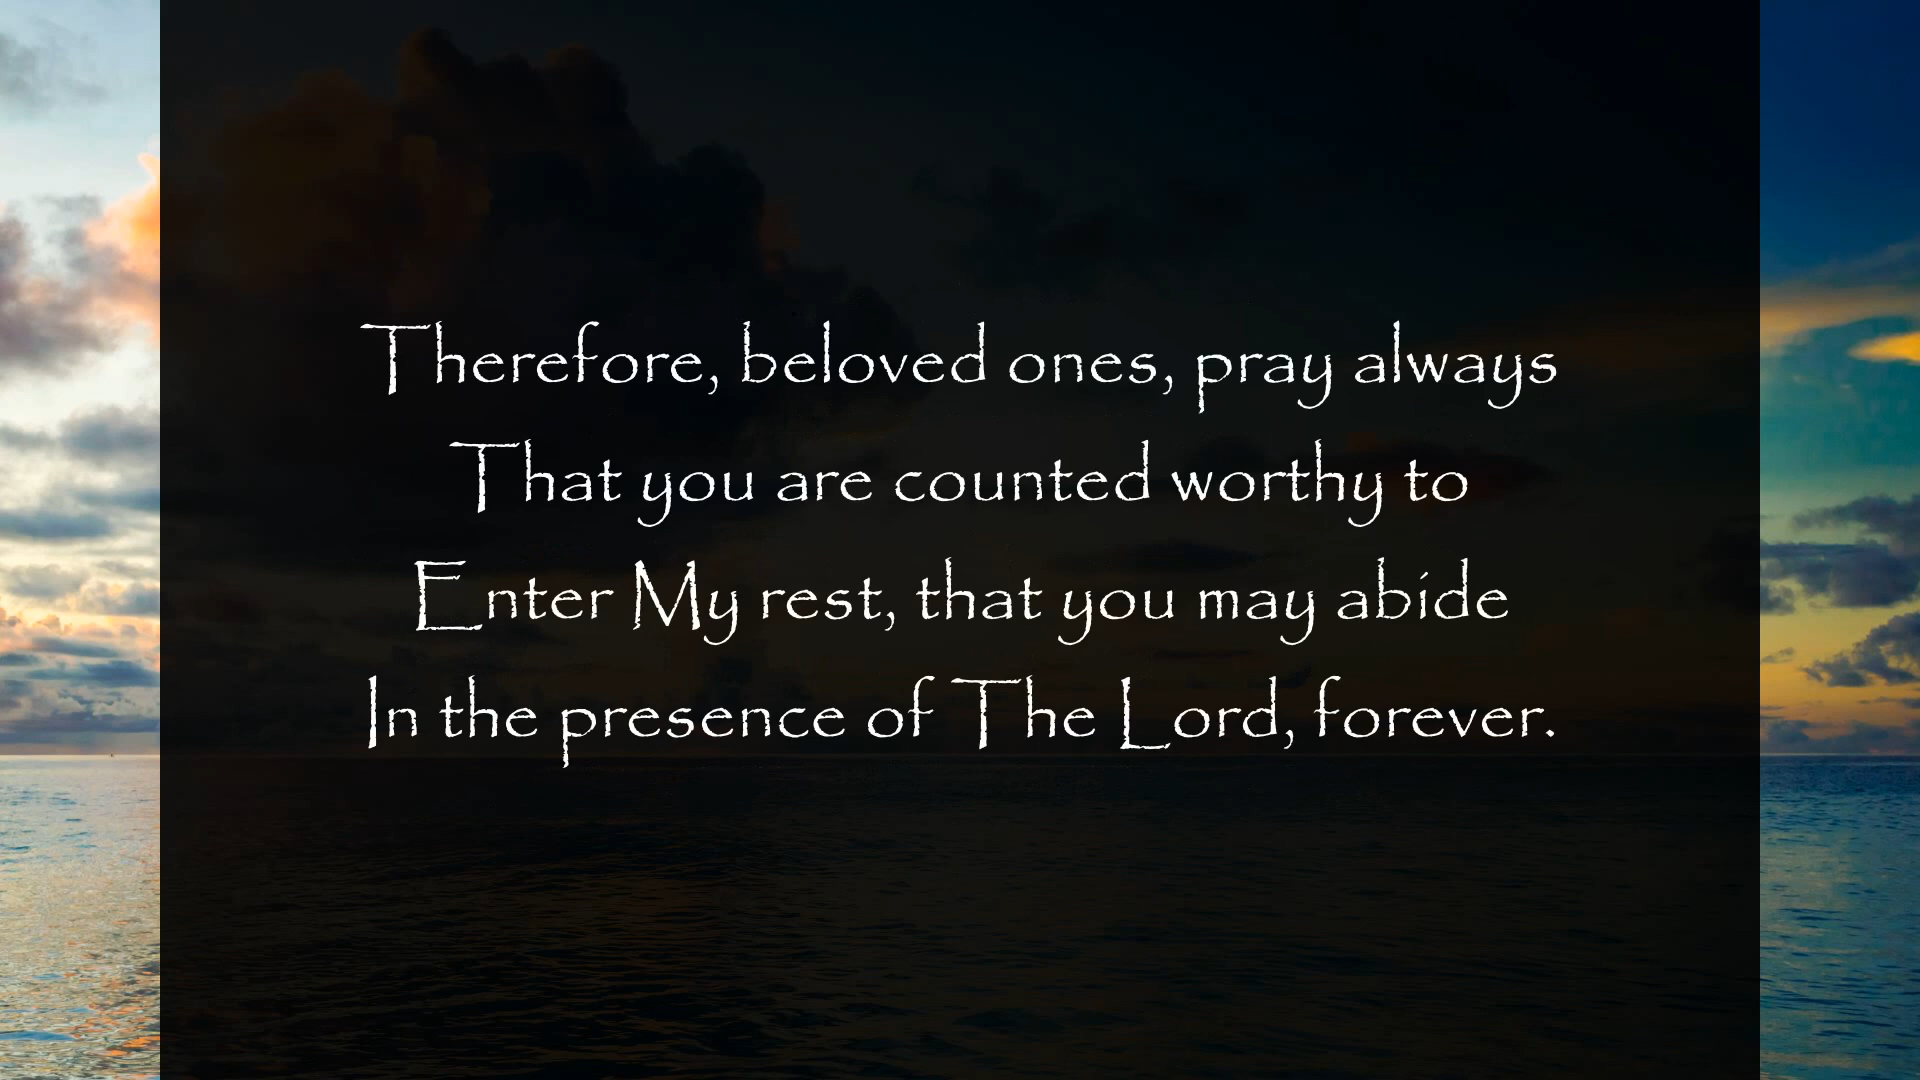 Therefore, beloved ones, pray always
That you are counted worthy to
Enter My rest, that you may abide
In the presence of The Lord, forever.